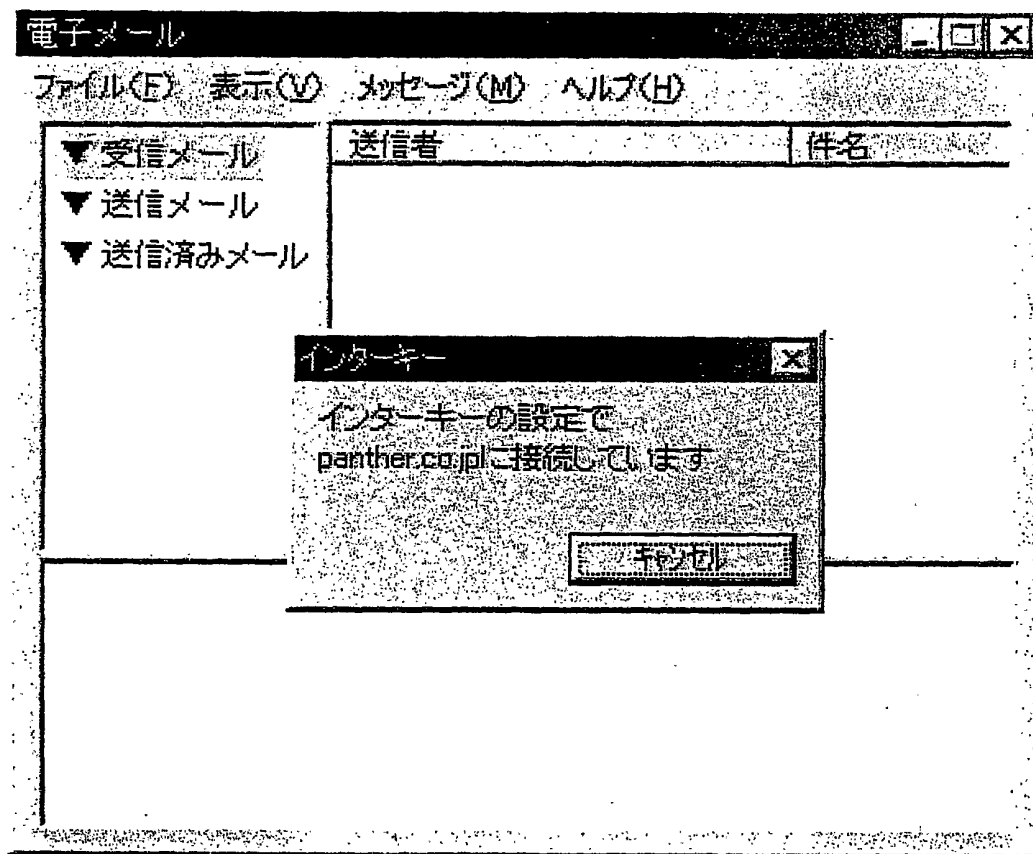 電子メール
ファイル(F) 表示(V) メッセージ(M) ヘルプ(H)
▼ 受信メール
▼ 送信メール
▼ 送信済みメール
送信者 件名
インターキー
インターキーの設定で
panther.co.jpに接続しています
キャンセル